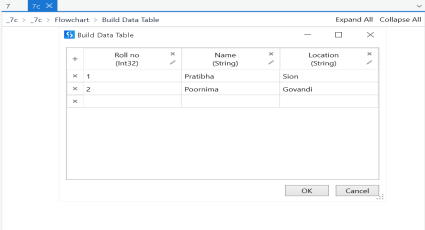 7 7c
_7c > _7c > Flowchart > Build Data Table Expand All Collapse All
Build Data Table
Roll no Name Location
(Int32) (String) (String)
1 Pratibha Sion
2 Poornima Govandi
OK Cancel